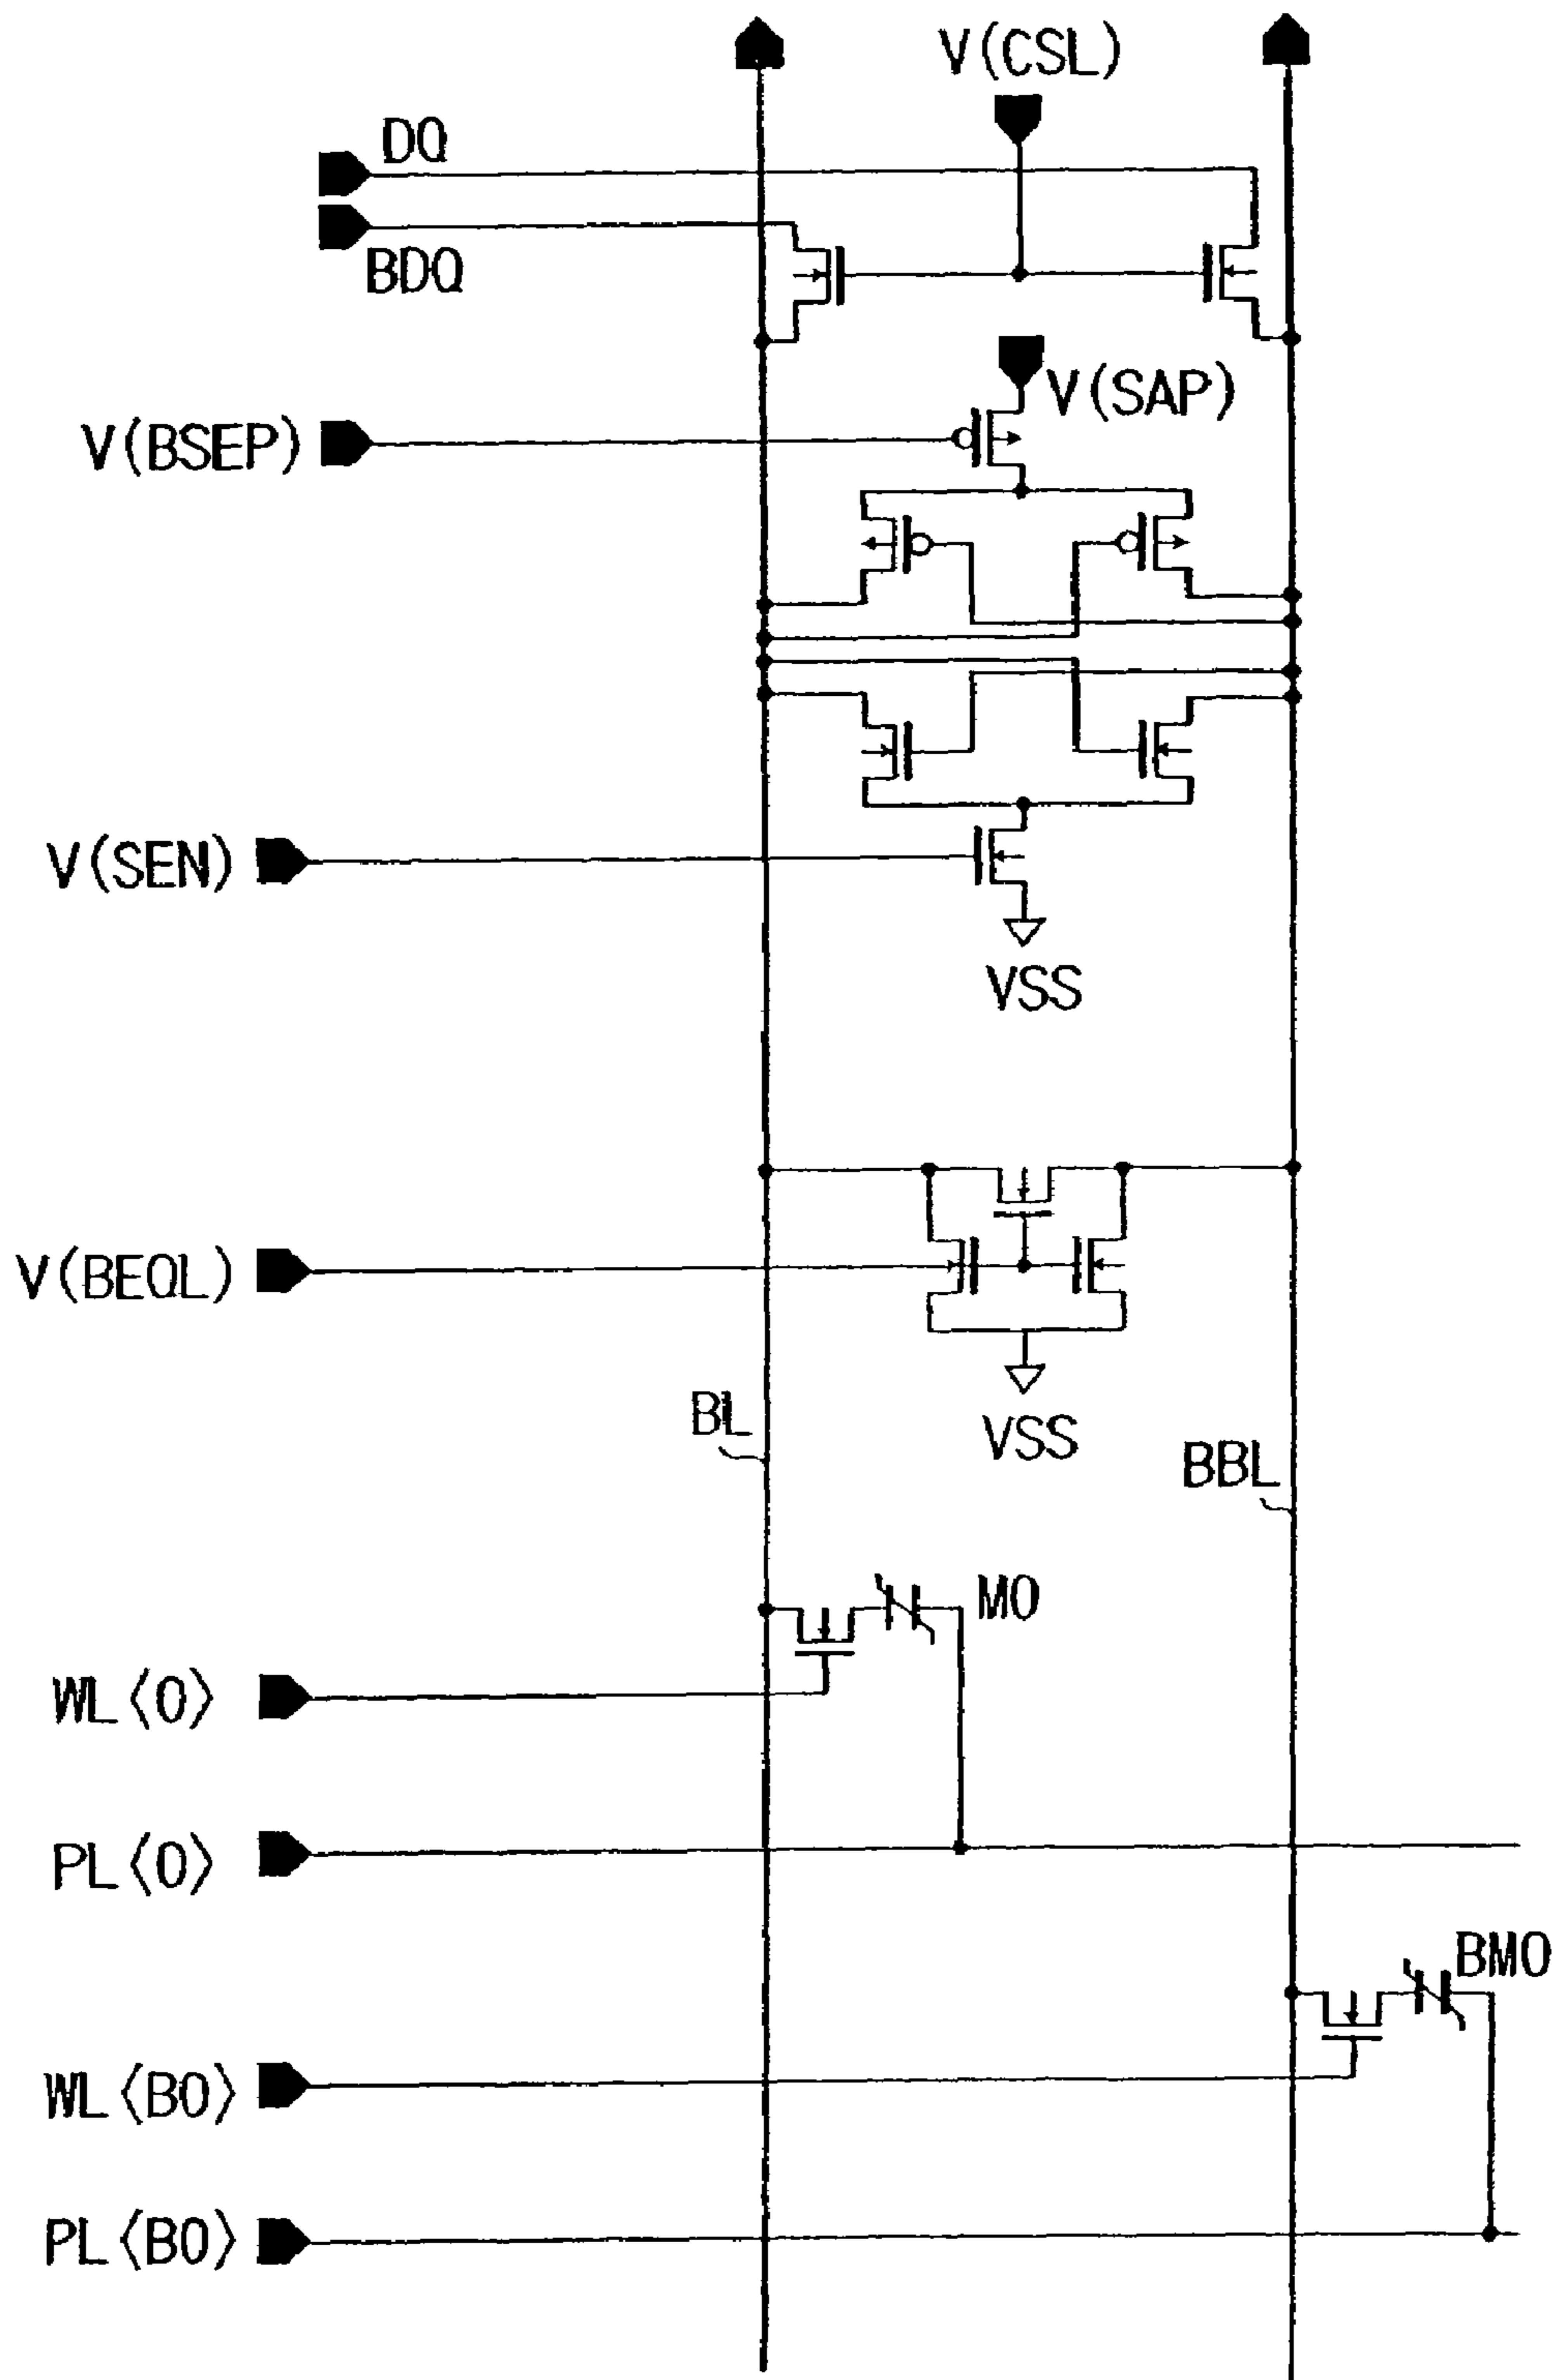 V(CSL)
DQ
BDQ
V(SAP)
V(BSEP)
V(SEN)
VSS
V(BEQL)
BL
VSS
BBL
M0
WL〈0〉
PL〈0〉
BM0
WL〈B0〉
PL〈B0〉